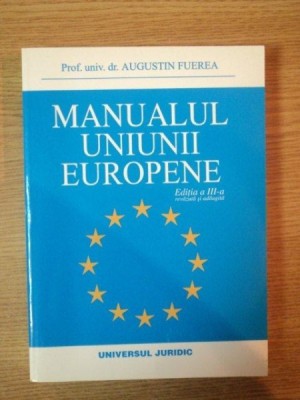 Prof. univ. dr. AUGUSTIN FUEREA
MANUALUL
UNIUNII
EUROPENE
Ediția a III-a
revizuită și adăugită
UNIVERSUL JURIDIC